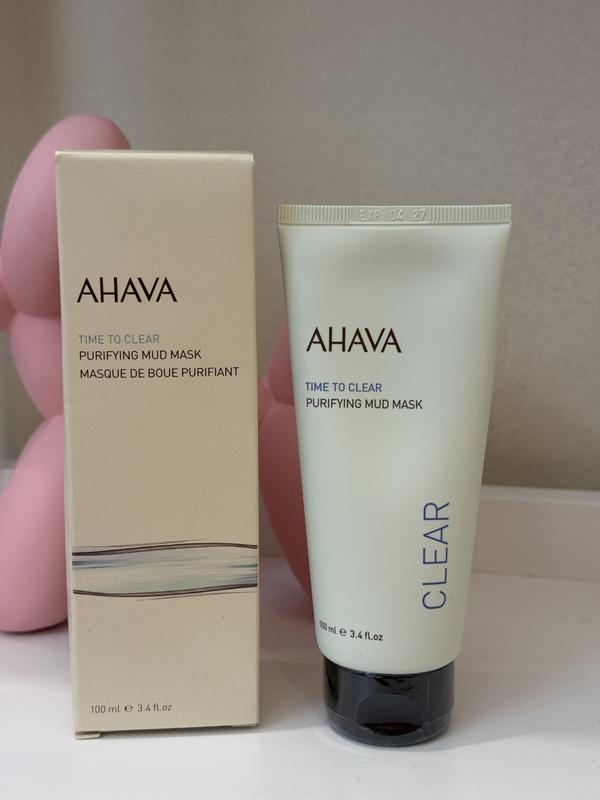 AHAVA
TIME TO CLEAR
PURIFYING MUD MASK
MASQUE DE BOUE PURIFIANT
100 ml ℮ 3.4 fl.oz
EXP 04 27
AHAVA
TIME TO CLEAR
PURIFYING MUD MASK
CLEAR
100 ml ℮ 3.4 fl.oz